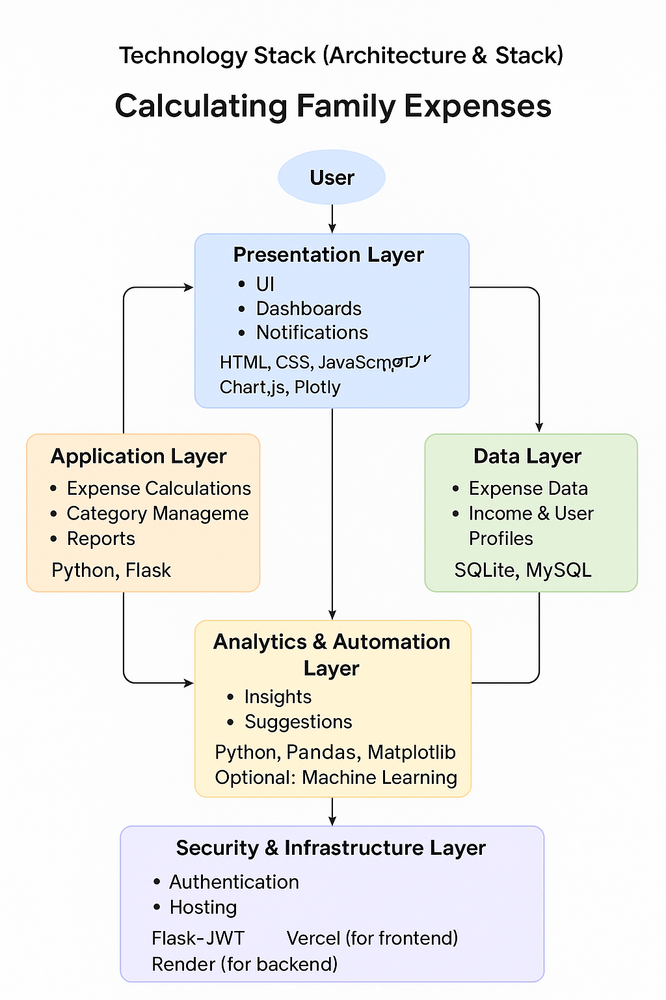 Technology Stack (Architecture & Stack)
Calculating Family Expenses
User
Presentation Layer
• UI
• Dashboards
• Notifications
HTML, CSS,
Chart,js, Plotly
Application Layer
• Expense Calculations
• Category Manageme
• Reports
Python, Flask
Data Layer
• Expense Data
• Income & User
Profiles
SQLite, MySQL
Analytics & Automation
Layer
• Insights
• Suggestions
Python, Pandas, Matplotlib
Optional: Machine Learning
Security & Infrastructure Layer
• Authentication
• Hosting
Flask-JWT Vercel (for frontend)
Render (for backend)